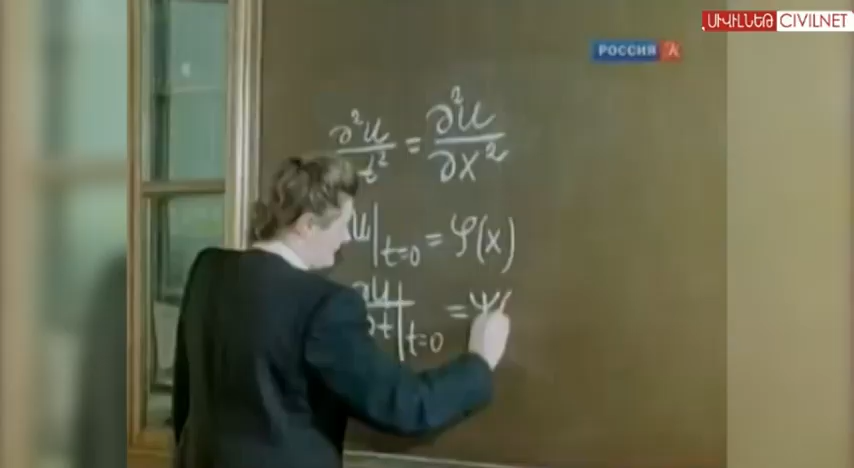 ՍԻՎԻԼՆԵԹ CIVILNET
РОССИЯ К
∂²u/∂t² = ∂²u/∂x²
u|t=0 = φ(x)
∂u/∂t|t=0 = ψ(